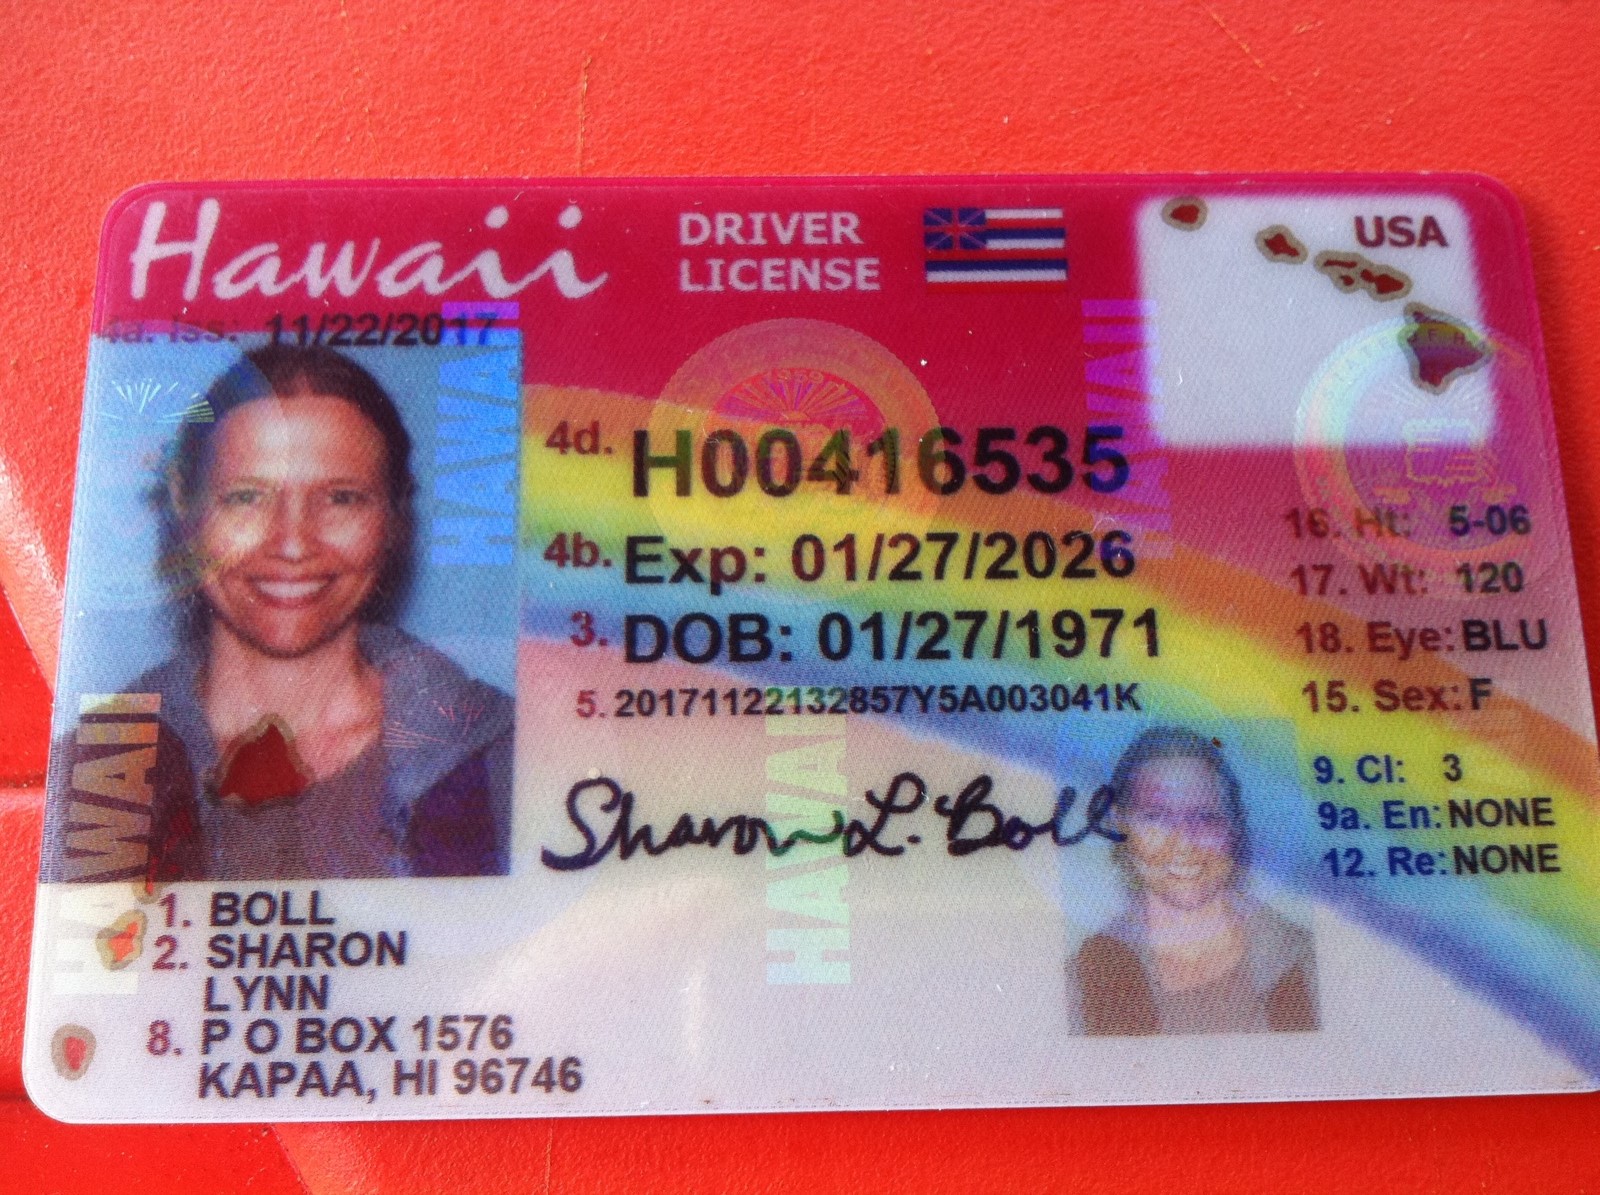 Hawaii
DRIVER
LICENSE
USA
4a. Iss: 11/22/2017
4d. H00416535
4b. Exp: 01/27/2026
3. DOB: 01/27/1971
5. 20171122132857Y5A003041K
16. Ht: 5-06
17. Wt: 120
18. Eye: BLU
15. Sex: F
9. Cl: 3
9a. En: NONE
12. Re: NONE
Sharon L. Boll
1. BOLL
2. SHARON
LYNN
8. P O BOX 1576
KAPAA, HI 96746
HAWAII
HAWAII
HAWAII
HAWAII